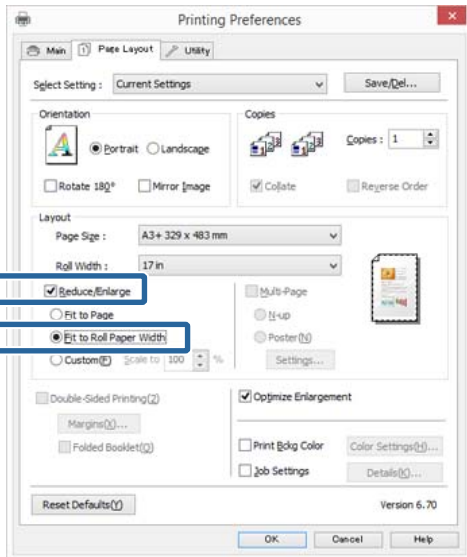 Printing Preferences
Main Page Layout Utility
Select Setting : Current Settings Save/Del...
Orientation Copies
Portrait Landscape Copies : 1
Rotate 180° Mirror Image Collate Reverse Order
Layout
Page Size : A3+ 329 x 483 mm
Roll Width : 17 in
Reduce/Enlarge Multi-Page
Fit to Page N-up
Fit to Roll Paper Width Poster(N)
Custom(F) Scale to 100 % Settings...
Double-Sided Printing(Z) Optimize Enlargement
Margins(X)...
Folded Booklet(Q) Print Bckg Color Color Settings(H)...
Job Settings Details(K)...
Reset Defaults(Y) Version 6.70
OK Cancel Help